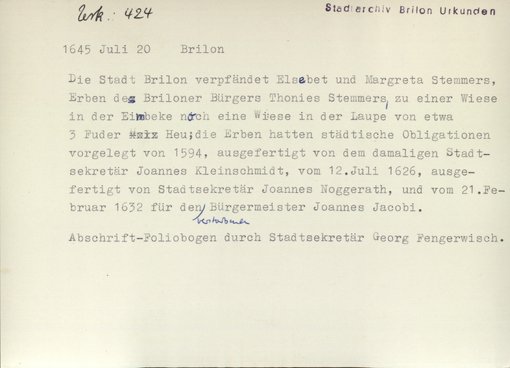 Urk.: 424
Stadtarchiv Brilon Urkunden
1645 Juli 20 Brilon
Die Stadt Brilon verpfändet Elsebet und Margreta Stemmers,
Erben des Briloner Bürgers Thonies Stemmers, zu einer Wiese
in der Eimbeke noch eine Wiese in der Laupe von etwa
3 Fuder Heu;die Erben hatten städtische Obligationen
vorgelegt von 1594, ausgefertigt von dem damaligen Stadt-
sekretär Joannes Kleinschmidt, vom 12.Juli 1626, ausge-
fertigt von Stadtsekretär Joannes Noggerath, und vom 21.Fe-
bruar 1632 für den Bürgermeister Joannes Jacobi.
verstorbenen
Abschrift-Foliobogen durch Stadtsekretär Georg Fengerwisch.